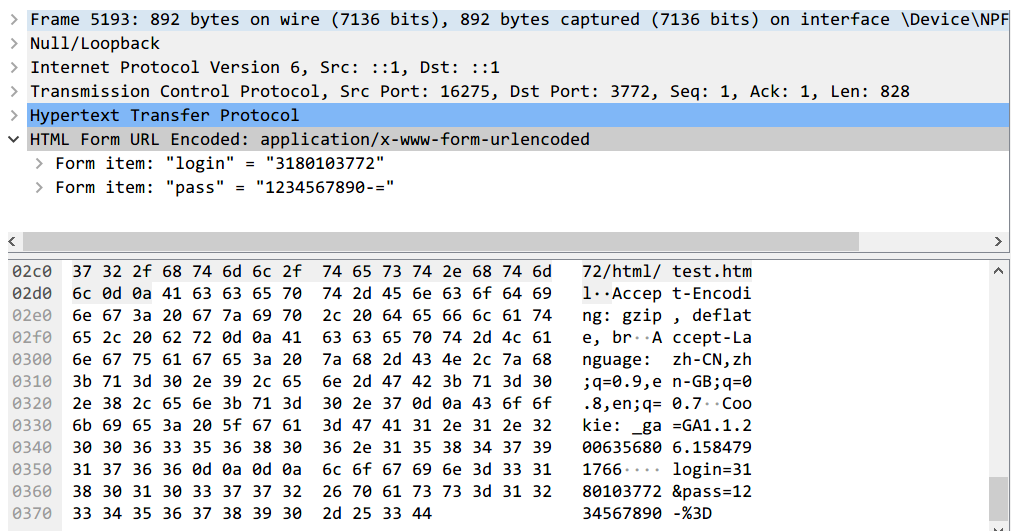 Frame 5193: 892 bytes on wire (7136 bits), 892 bytes captured (7136 bits) on interface \Device\NPF
Null/Loopback
Internet Protocol Version 6, Src: ::1, Dst: ::1
Transmission Control Protocol, Src Port: 16275, Dst Port: 3772, Seq: 1, Ack: 1, Len: 828
Hypertext Transfer Protocol
HTML Form URL Encoded: application/x-www-form-urlencoded
Form item: "login" = "3180103772"
Form item: "pass" = "1234567890-="
02c0 37 32 2f 68 74 6d 6c 2f 74 65 73 74 2e 68 74 6d 72/html/ test.htm
02d0 6c 0d 0a 41 63 63 65 70 74 2d 45 6e 63 6f 64 69 l··Accep t-Encodi
02e0 6e 67 3a 20 67 7a 69 70 2c 20 64 65 66 6c 61 74 ng: gzip , deflat
02f0 65 2c 20 62 72 0d 0a 41 63 63 65 70 74 2d 4c 61 e, br··A ccept-La
0300 6e 67 75 61 67 65 3a 20 7a 68 2d 43 4e 2c 7a 68 nguage: zh-CN,zh
0310 3b 71 3d 30 2e 39 2c 65 6e 2d 47 42 3b 71 3d 30 ;q=0.9,e n-GB;q=0
0320 2e 38 2c 65 6e 3b 71 3d 30 2e 37 0d 0a 43 6f 6f .8,en;q= 0.7··Coo
0330 6b 69 65 3a 20 5f 67 61 3d 47 41 31 2e 31 2e 32 kie: _ga =GA1.1.2
0340 30 30 36 33 35 36 38 30 36 2e 31 35 38 34 37 39 00635680 6.158479
0350 31 37 36 36 0d 0a 0d 0a 6c 6f 67 69 6e 3d 33 31 1766···· login=31
0360 38 30 31 30 33 37 37 32 26 70 61 73 73 3d 31 32 80103772 &pass=12
0370 33 34 35 36 37 38 39 30 2d 25 33 44 34567890 -%3D